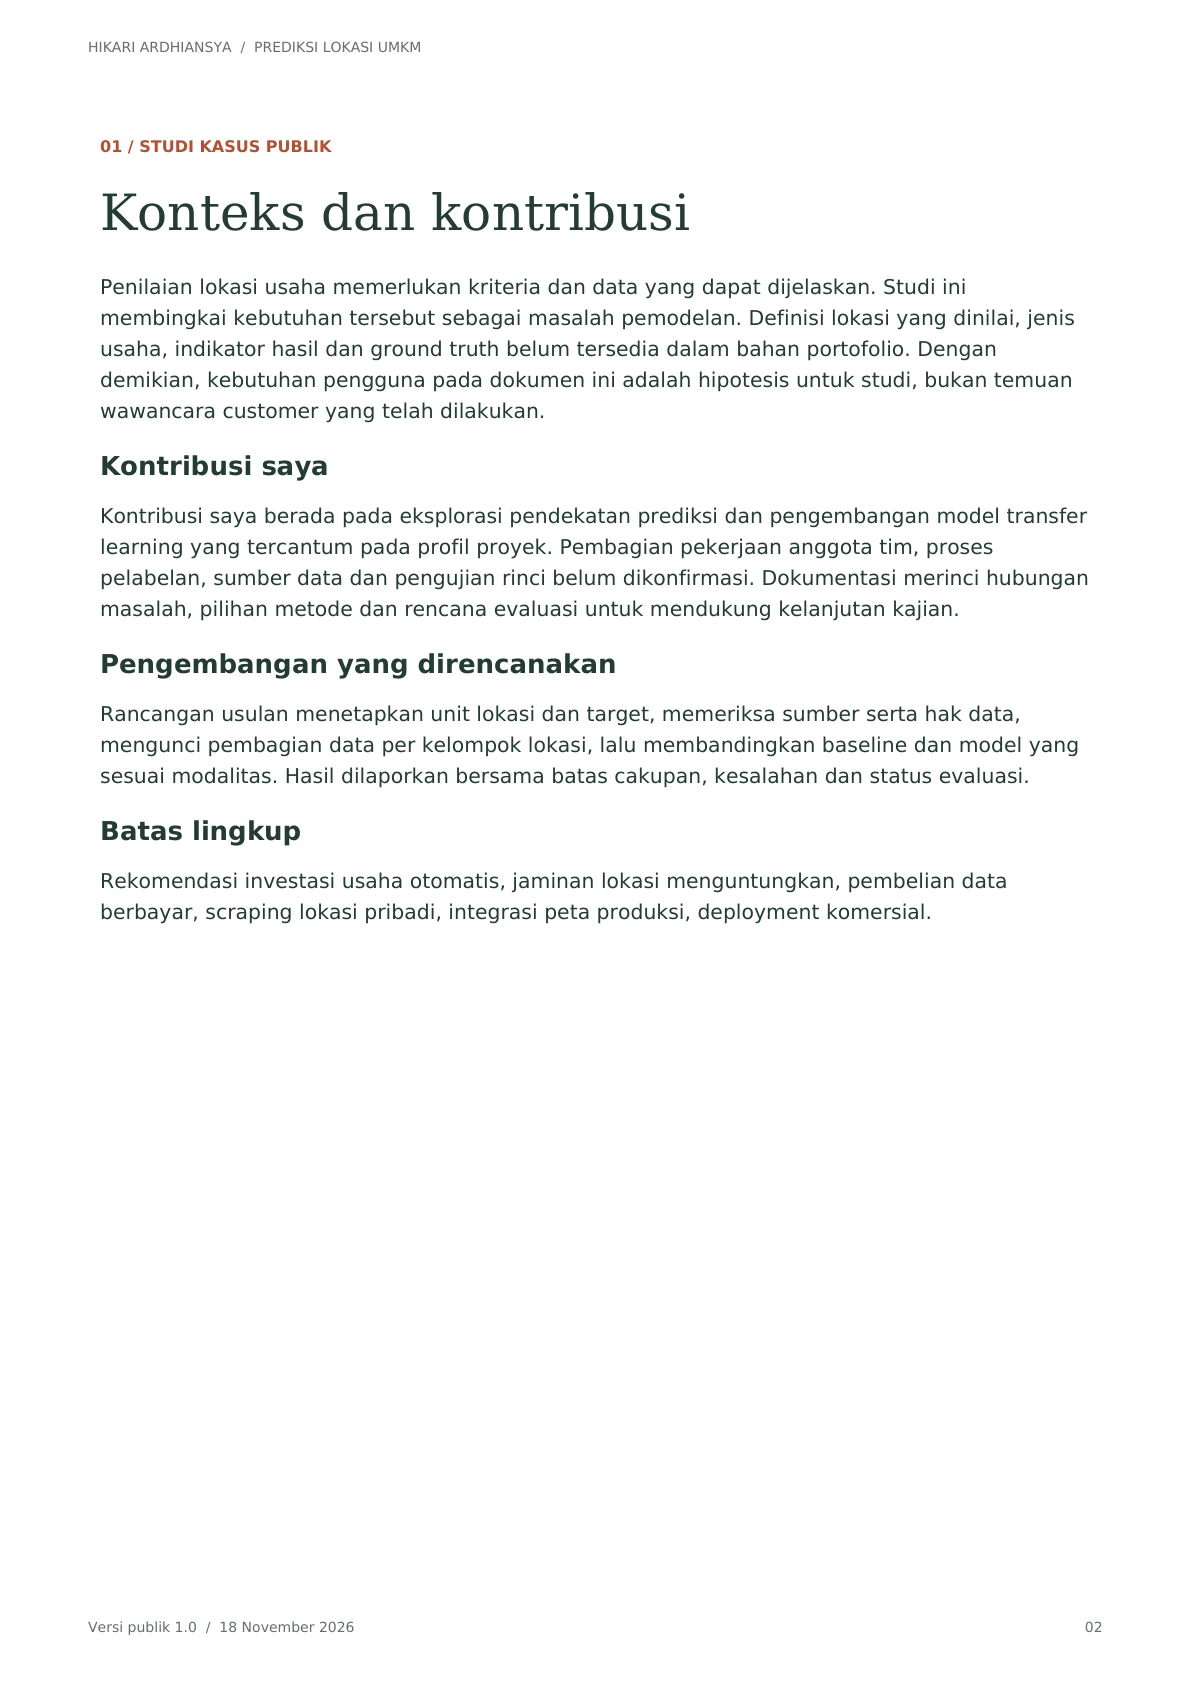 HIKARI ARDHIANSYA / PREDIKSI LOKASI UMKM
01 / STUDI KASUS PUBLIK
Konteks dan kontribusi
Penilaian lokasi usaha memerlukan kriteria dan data yang dapat dijelaskan. Studi ini
membingkai kebutuhan tersebut sebagai masalah pemodelan. Definisi lokasi yang dinilai, jenis
usaha, indikator hasil dan ground truth belum tersedia dalam bahan portofolio. Dengan
demikian, kebutuhan pengguna pada dokumen ini adalah hipotesis untuk studi, bukan temuan
wawancara customer yang telah dilakukan.
Kontribusi saya
Kontribusi saya berada pada eksplorasi pendekatan prediksi dan pengembangan model transfer
learning yang tercantum pada profil proyek. Pembagian pekerjaan anggota tim, proses
pelabelan, sumber data dan pengujian rinci belum dikonfirmasi. Dokumentasi merinci hubungan
masalah, pilihan metode dan rencana evaluasi untuk mendukung kelanjutan kajian.
Pengembangan yang direncanakan
Rancangan usulan menetapkan unit lokasi dan target, memeriksa sumber serta hak data,
mengunci pembagian data per kelompok lokasi, lalu membandingkan baseline dan model yang
sesuai modalitas. Hasil dilaporkan bersama batas cakupan, kesalahan dan status evaluasi.
Batas lingkup
Rekomendasi investasi usaha otomatis, jaminan lokasi menguntungkan, pembelian data
berbayar, scraping lokasi pribadi, integrasi peta produksi, deployment komersial.
Versi publik 1.0 / 18 November 2026
02